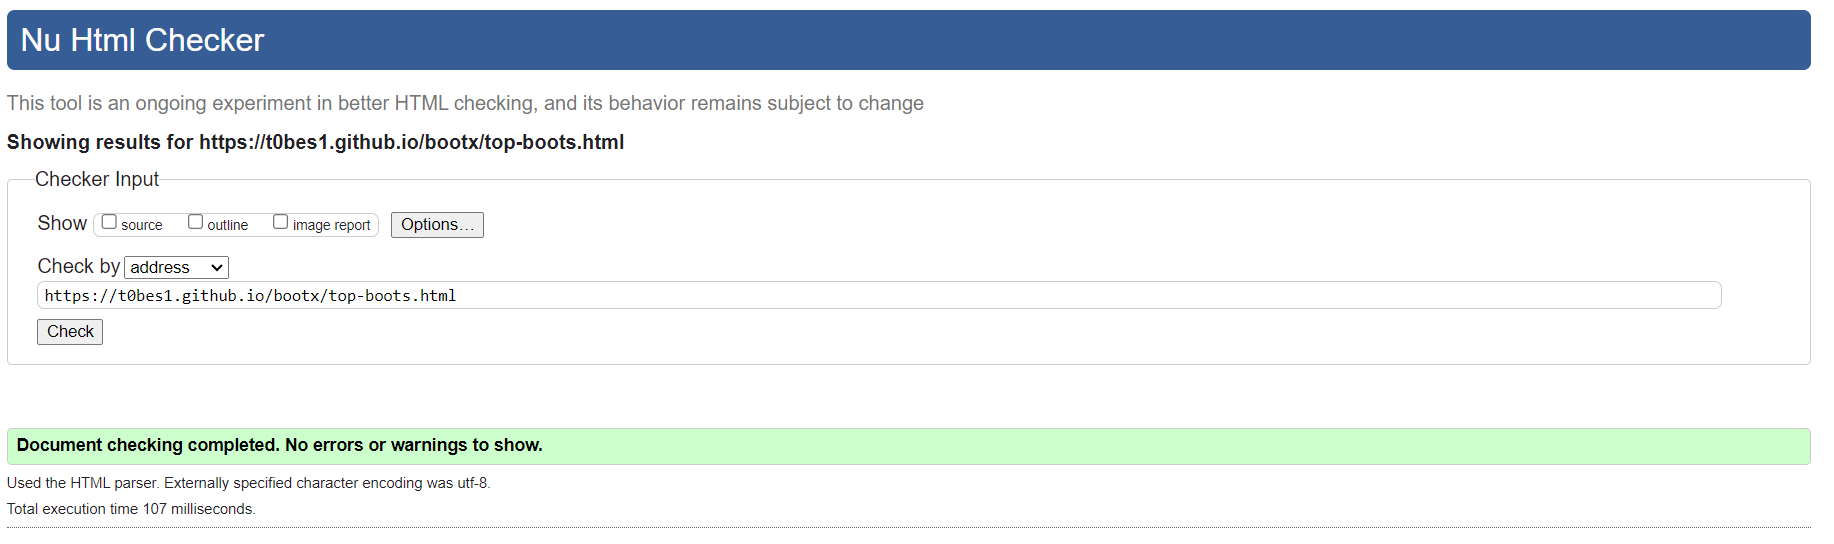 Nu Html Checker
This tool is an ongoing experiment in better HTML checking, and its behavior remains subject to change
Showing results for https://t0bes1.github.io/bootx/top-boots.html
Checker Input
Show source outline image report Options...
Check by address
https://t0bes1.github.io/bootx/top-boots.html
Check
Document checking completed. No errors or warnings to show.
Used the HTML parser. Externally specified character encoding was utf-8.
Total execution time 107 milliseconds.